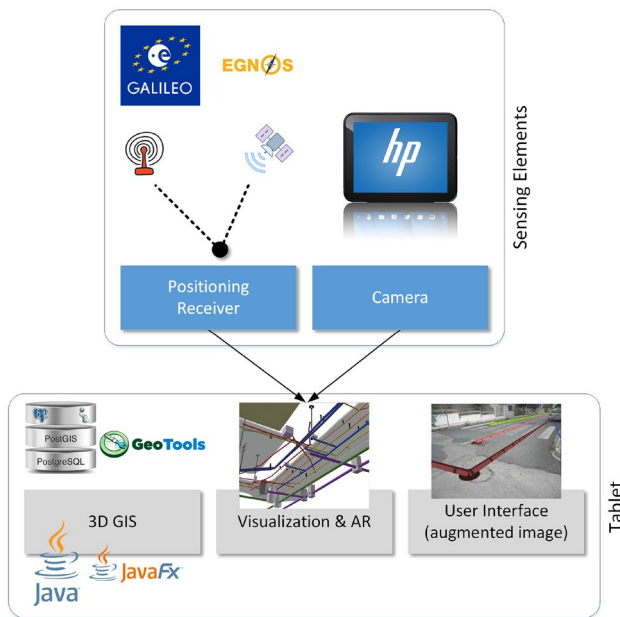 GALILEO
EGNOS
hp
Positioning
Receiver
Camera
Sensing Elements
PostGIS
PostgreSQL
GeoTools
3D GIS
Visualization & AR
User Interface
(augmented image)
Java
JavaFx
Tablet